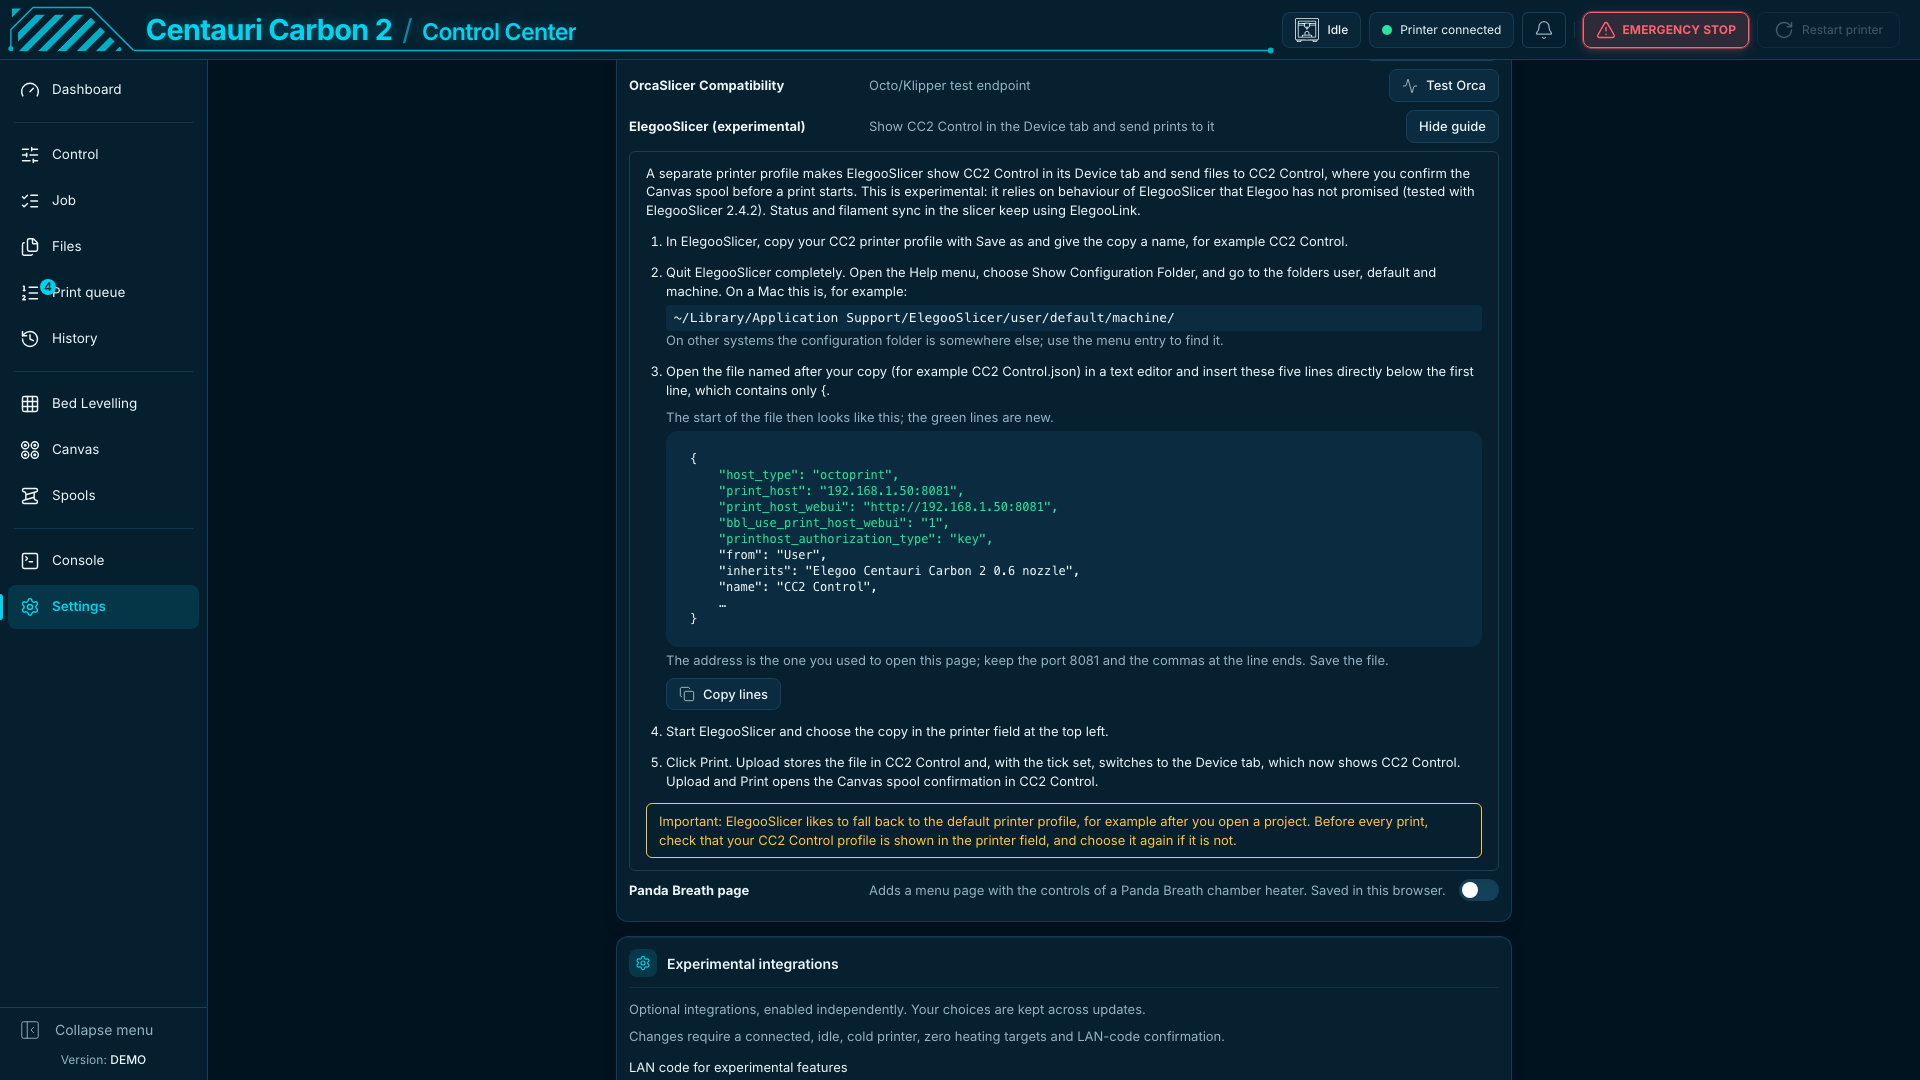 Centauri Carbon 2 / Control Center
Idle
Printer connected
EMERGENCY STOP
Restart printer
Dashboard
Control
Job
Files
4
Print queue
History
Bed Levelling
Canvas
Spools
Console
Settings
Collapse menu
Version: DEMO
OrcaSlicer Compatibility
Octo/Klipper test endpoint
Test Orca
ElegooSlicer (experimental)
Show CC2 Control in the Device tab and send prints to it
Hide guide
A separate printer profile makes ElegooSlicer show CC2 Control in its Device tab and send files to CC2 Control, where you confirm the
Canvas spool before a print starts. This is experimental: it relies on behaviour of ElegooSlicer that Elegoo has not promised (tested with
ElegooSlicer 2.4.2). Status and filament sync in the slicer keep using ElegooLink.
1. In ElegooSlicer, copy your CC2 printer profile with Save as and give the copy a name, for example CC2 Control.
2. Quit ElegooSlicer completely. Open the Help menu, choose Show Configuration Folder, and go to the folders user, default and
machine. On a Mac this is, for example:
~/Library/Application Support/ElegooSlicer/user/default/machine/
On other systems the configuration folder is somewhere else; use the menu entry to find it.
3. Open the file named after your copy (for example CC2 Control.json) in a text editor and insert these five lines directly below the first
line, which contains only {.
The start of the file then looks like this; the green lines are new.
{
"host_type": "octoprint",
"print_host": "192.168.1.50:8081",
"print_host_webui": "http://192.168.1.50:8081",
"bbl_use_print_host_webui": "1",
"printhost_authorization_type": "key",
"from": "User",
"inherits": "Elegoo Centauri Carbon 2 0.6 nozzle",
"name": "CC2 Control",
…
}
The address is the one you used to open this page; keep the port 8081 and the commas at the line ends. Save the file.
Copy lines
4. Start ElegooSlicer and choose the copy in the printer field at the top left.
5. Click Print. Upload stores the file in CC2 Control and, with the tick set, switches to the Device tab, which now shows CC2 Control.
Upload and Print opens the Canvas spool confirmation in CC2 Control.
Important: ElegooSlicer likes to fall back to the default printer profile, for example after you open a project. Before every print,
check that your CC2 Control profile is shown in the printer field, and choose it again if it is not.
Panda Breath page
Adds a menu page with the controls of a Panda Breath chamber heater. Saved in this browser.
Experimental integrations
Optional integrations, enabled independently. Your choices are kept across updates.
Changes require a connected, idle, cold printer, zero heating targets and LAN-code confirmation.
LAN code for experimental features